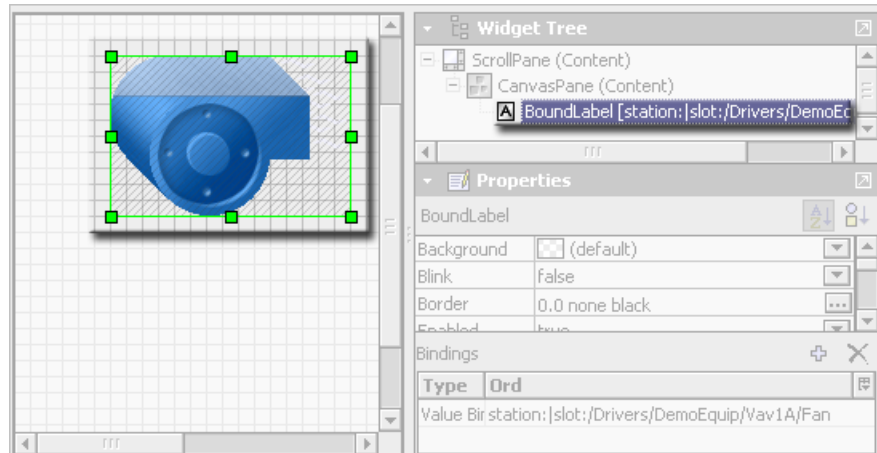 Widget Tree
ScrollPane (Content)
CanvasPane (Content)
A BoundLabel [station:|slot:/Drivers/DemoEc
Properties
BoundLabel
Background (default)
Blink false
Border 0.0 none black
Enabled true
Bindings
Type Ord
Value Bir station:|slot:/Drivers/DemoEquip/Vav1A/Fan